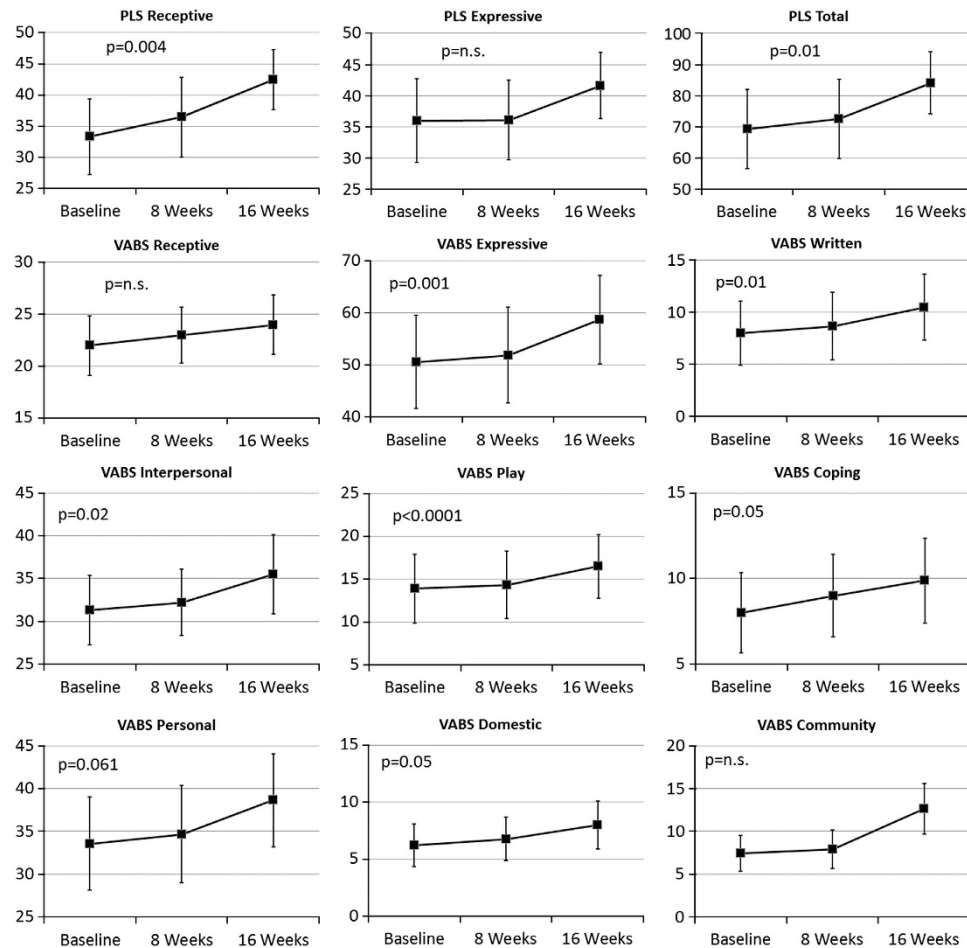 PLS Receptive
p=0.004
50
45
40
35
30
25
Baseline 8 Weeks 16 Weeks
PLS Expressive
p=n.s.
50
45
40
35
30
25
Baseline 8 Weeks 16 Weeks
PLS Total
p=0.01
100
90
80
70
60
50
Baseline 8 Weeks 16 Weeks
VABS Receptive
p=n.s.
30
25
20
15
Baseline 8 Weeks 16 Weeks
VABS Expressive
p=0.001
70
60
50
40
Baseline 8 Weeks 16 Weeks
VABS Written
p=0.01
15
10
5
0
Baseline 8 Weeks 16 Weeks
VABS Interpersonal
p=0.02
45
40
35
30
25
Baseline 8 Weeks 16 Weeks
VABS Play
p<0.0001
25
20
15
10
5
Baseline 8 Weeks 16 Weeks
VABS Coping
p=0.05
15
10
5
Baseline 8 Weeks 16 Weeks
VABS Personal
p=0.061
45
40
35
30
25
Baseline 8 Weeks 16 Weeks
VABS Domestic
p=0.05
15
10
5
0
Baseline 8 Weeks 16 Weeks
VABS Community
p=n.s.
20
15
10
5
0
Baseline 8 Weeks 16 Weeks